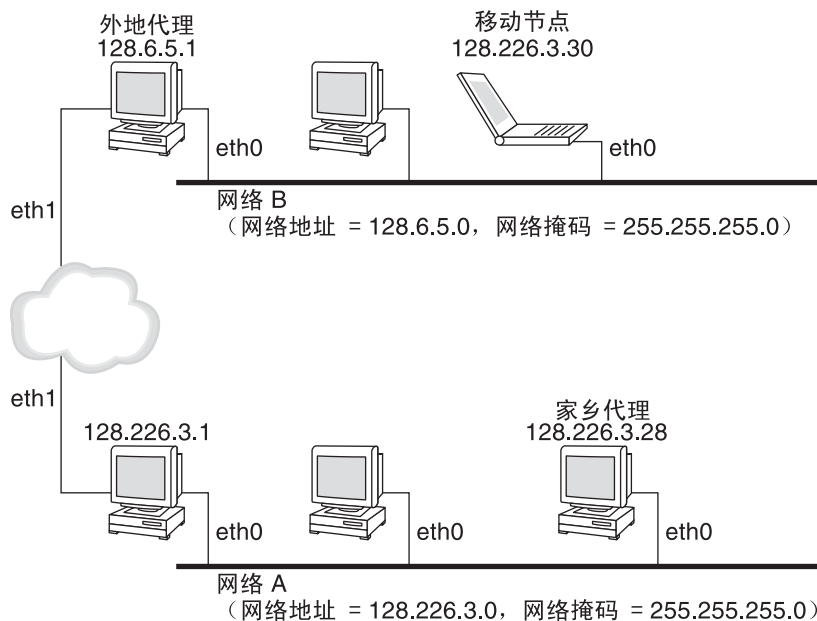 外地代理
128.6.5.1
移动节点
128.226.3.30
eth0
eth0
网络 B
（网络地址 = 128.6.5.0，网络掩码 = 255.255.255.0）
eth1
eth1
128.226.3.1
家乡代理
128.226.3.28
eth0
eth0
eth0
网络 A
（网络地址 = 128.226.3.0，网络掩码 = 255.255.255.0）